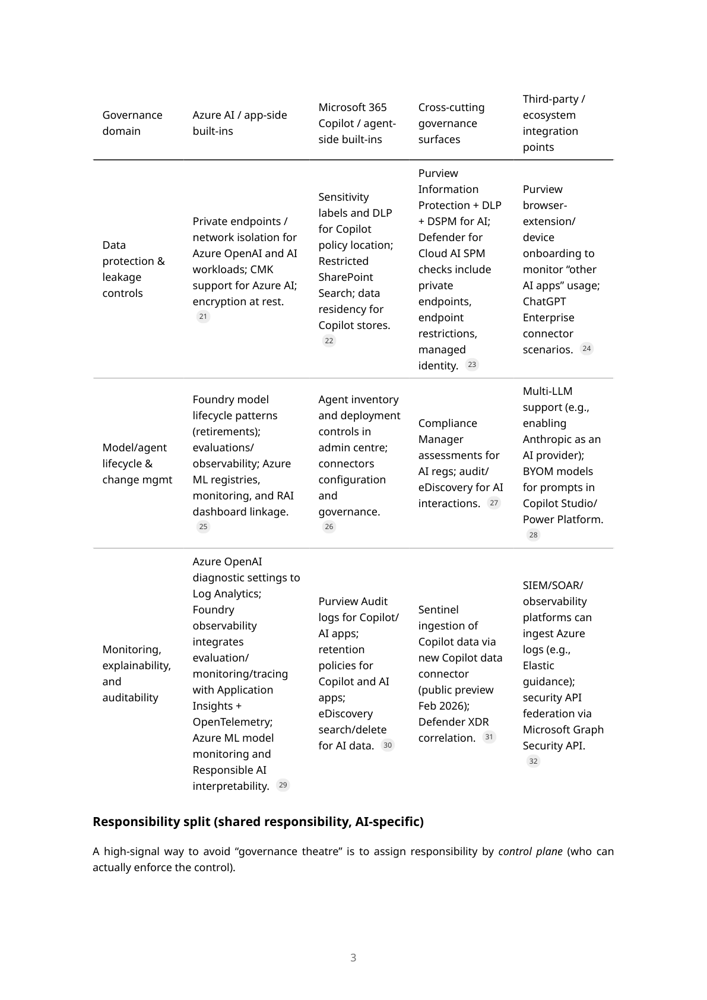 Governance
domain
Azure AI / app-side
built-ins
Microsoft 365
Copilot / agent-
side built-ins
Cross-cutting
governance
surfaces
Third-party /
ecosystem
integration
points
Data
protection &
leakage
controls
Private endpoints /
network isolation for
Azure OpenAI and AI
workloads; CMK
support for Azure AI;
encryption at rest.
21
Sensitivity
labels and DLP
for Copilot
policy location;
Restricted
SharePoint
Search; data
residency for
Copilot stores.
22
Purview
Information
Protection + DLP
+ DSPM for AI;
Defender for
Cloud AI SPM
checks include
private
endpoints,
endpoint
restrictions,
managed
identity. 23
Purview
browser-
extension/
device
onboarding to
monitor “other
AI apps” usage;
ChatGPT
Enterprise
connector
scenarios. 24
Model/agent
lifecycle &
change mgmt
Foundry model
lifecycle patterns
(retirements);
evaluations/
observability; Azure
ML registries,
monitoring, and RAI
dashboard linkage.
25
Agent inventory
and deployment
controls in
admin centre;
connectors
configuration
and
governance.
26
Compliance
Manager
assessments for
AI regs; audit/
eDiscovery for AI
interactions. 27
Multi-LLM
support (e.g.,
enabling
Anthropic as an
AI provider);
BYOM models
for prompts in
Copilot Studio/
Power Platform.
28
Monitoring,
explainability,
and
auditability
Azure OpenAI
diagnostic settings to
Log Analytics;
Foundry
observability
integrates
evaluation/
monitoring/tracing
with Application
Insights +
OpenTelemetry;
Azure ML model
monitoring and
Responsible AI
interpretability. 29
Purview Audit
logs for Copilot/
AI apps;
retention
policies for
Copilot and AI
apps;
eDiscovery
search/delete
for AI data. 30
Sentinel
ingestion of
Copilot data via
new Copilot data
connector
(public preview
Feb 2026);
Defender XDR
correlation. 31
SIEM/SOAR/
observability
platforms can
ingest Azure
logs (e.g.,
Elastic
guidance);
security API
federation via
Microsoft Graph
Security API.
32
Responsibility split (shared responsibility, AI-specific)
A high-signal way to avoid “governance theatre” is to assign responsibility by control plane (who can
actually enforce the control).
3